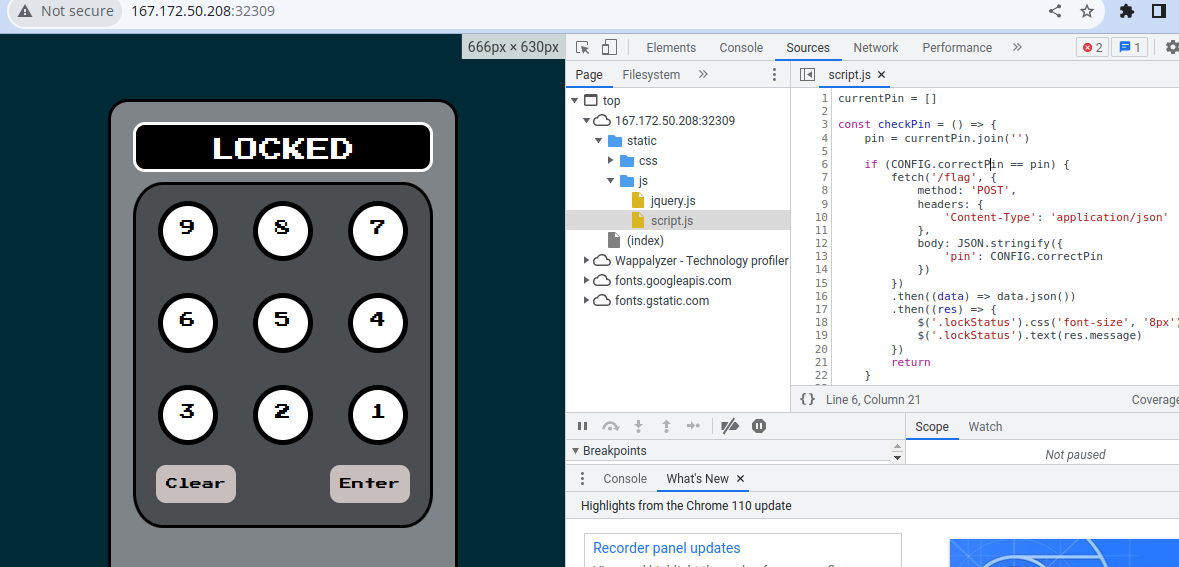 Not secure 167.172.50.208:32309
666px × 630px
Elements Console Sources Network Performance » 2 1
Page Filesystem »
script.js ×
top
167.172.50.208:32309
static
css
js
jquery.js
script.js
(index)
Wappalyzer - Technology profiler
fonts.googleapis.com
fonts.gstatic.com
1 currentPin = []
2
3 const checkPin = () => {
4     pin = currentPin.join('')
5
6     if (CONFIG.correctPin == pin) {
7         fetch('/flag', {
8             method: 'POST',
9             headers: {
10                 'Content-Type': 'application/json'
11             },
12             body: JSON.stringify({
13                 'pin': CONFIG.correctPin
14             })
15         })
16         .then((data) => data.json())
17         .then((res) => {
18             $('.lockStatus').css('font-size', '8px')
19             $('.lockStatus').text(res.message)
20         })
21         return
22     }
{} Line 6, Column 21 Coverage
LOCKED
9 8 7
6 5 4
3 2 1
Clear Enter
Scope Watch
Breakpoints
Not paused
Console What's New ×
Highlights from the Chrome 110 update
Recorder panel updates